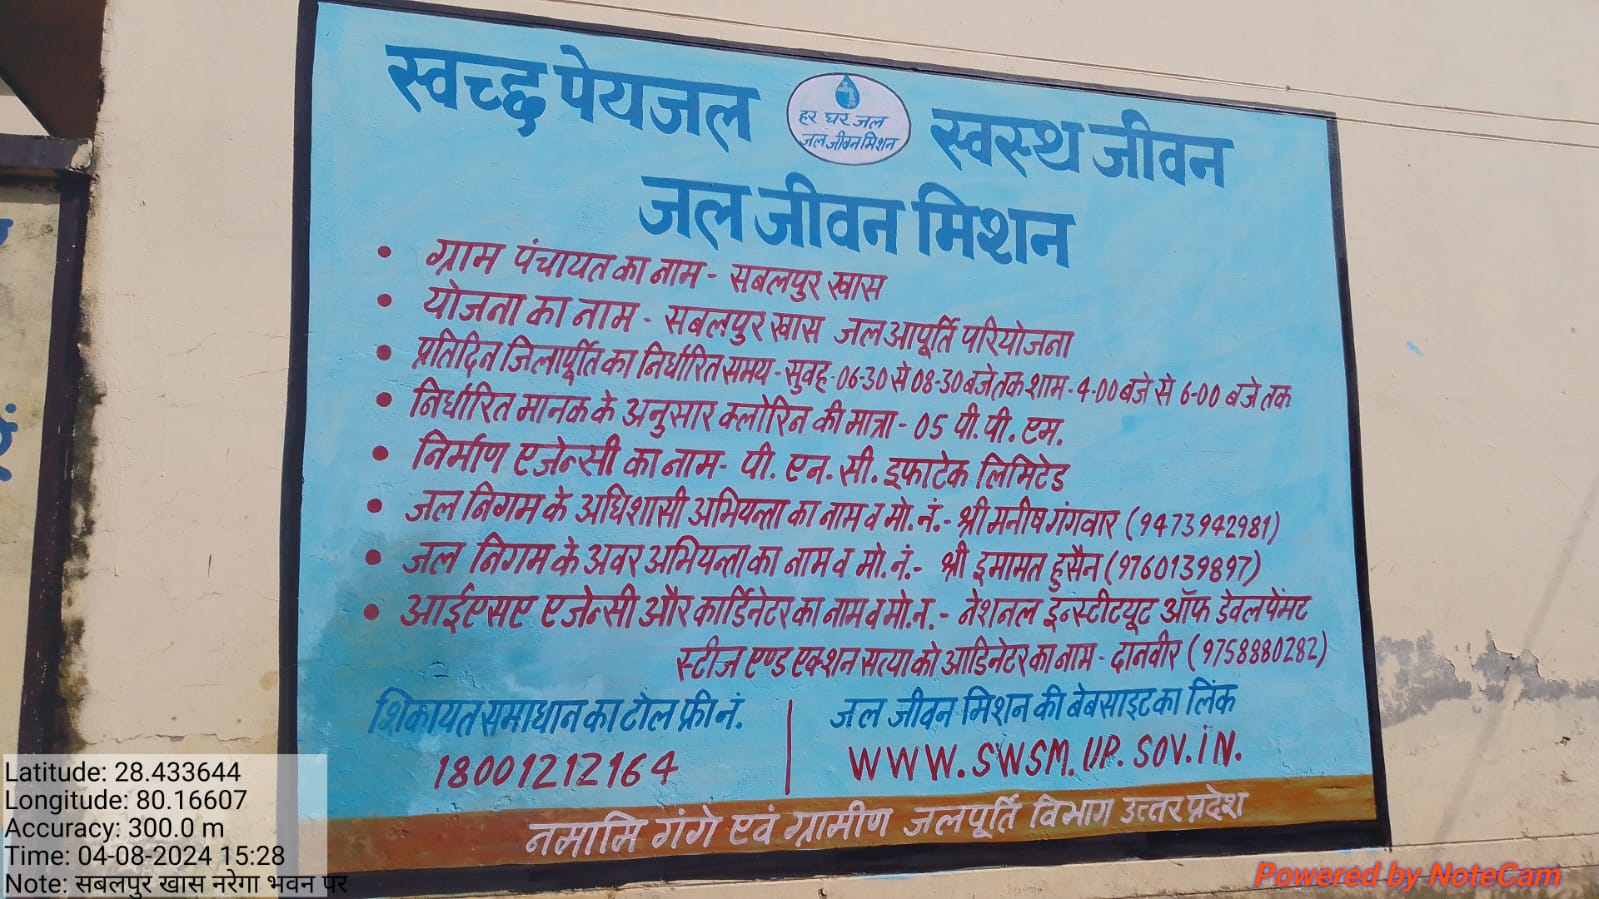 स्वच्छ पेयजल
हर घर जल
जल जीवन मिशन
स्वस्थ जीवन
जल जीवन मिशन
• ग्राम पंचायत का नाम - सबलपुर खास
• योजना का नाम - सबलपुर खास जल आपूर्ति परियोजना
• प्रतिदिन जिलार्पूति का निर्धारित समय - सुवह - 06-30 से 08-30 बजे तक शाम - 4-00 बजे से 6-00 बजे तक
• निर्धारित मानक के अनुसार क्लोरिन की मात्रा - 05 पी. पी. एम.
• निर्माण एजेन्सी का नाम - पी. एन. सी. इफ्राटेक लिमिटेड
• जल निगम के अधिशासी अभियन्ता का नाम व मो. नं. - श्री मनीष गंगवार (9473942981)
• जल निगम के अवर अभियन्ता का नाम व मो. नं. - श्री इमामत हुसैन (9760139897)
• आईएसए एजेन्सी और कार्डिनेटर का नाम व मो. न. - नेशनल इन्स्टीटयूट ऑफ डेवलपेंमट
स्टीज एण्ड एक्शन सत्या को आडिनेटर का नाम - दानवीर (9758880282)
शिकायत समाधान का टोल फ्री नं.
18001212164
जल जीवन मिशन की बेबसाइट का लिंक
WWW.SWSM.UP.SOV.IN.
नमामि गंगे एवं ग्रामीण जलपूर्ति विभाग उत्तर प्रदेश
Latitude: 28.433644
Longitude: 80.16607
Accuracy: 300.0 m
Time: 04-08-2024 15:28
Note: सबलपुर खास नरेगा भवन पर
Powered by NoteCam